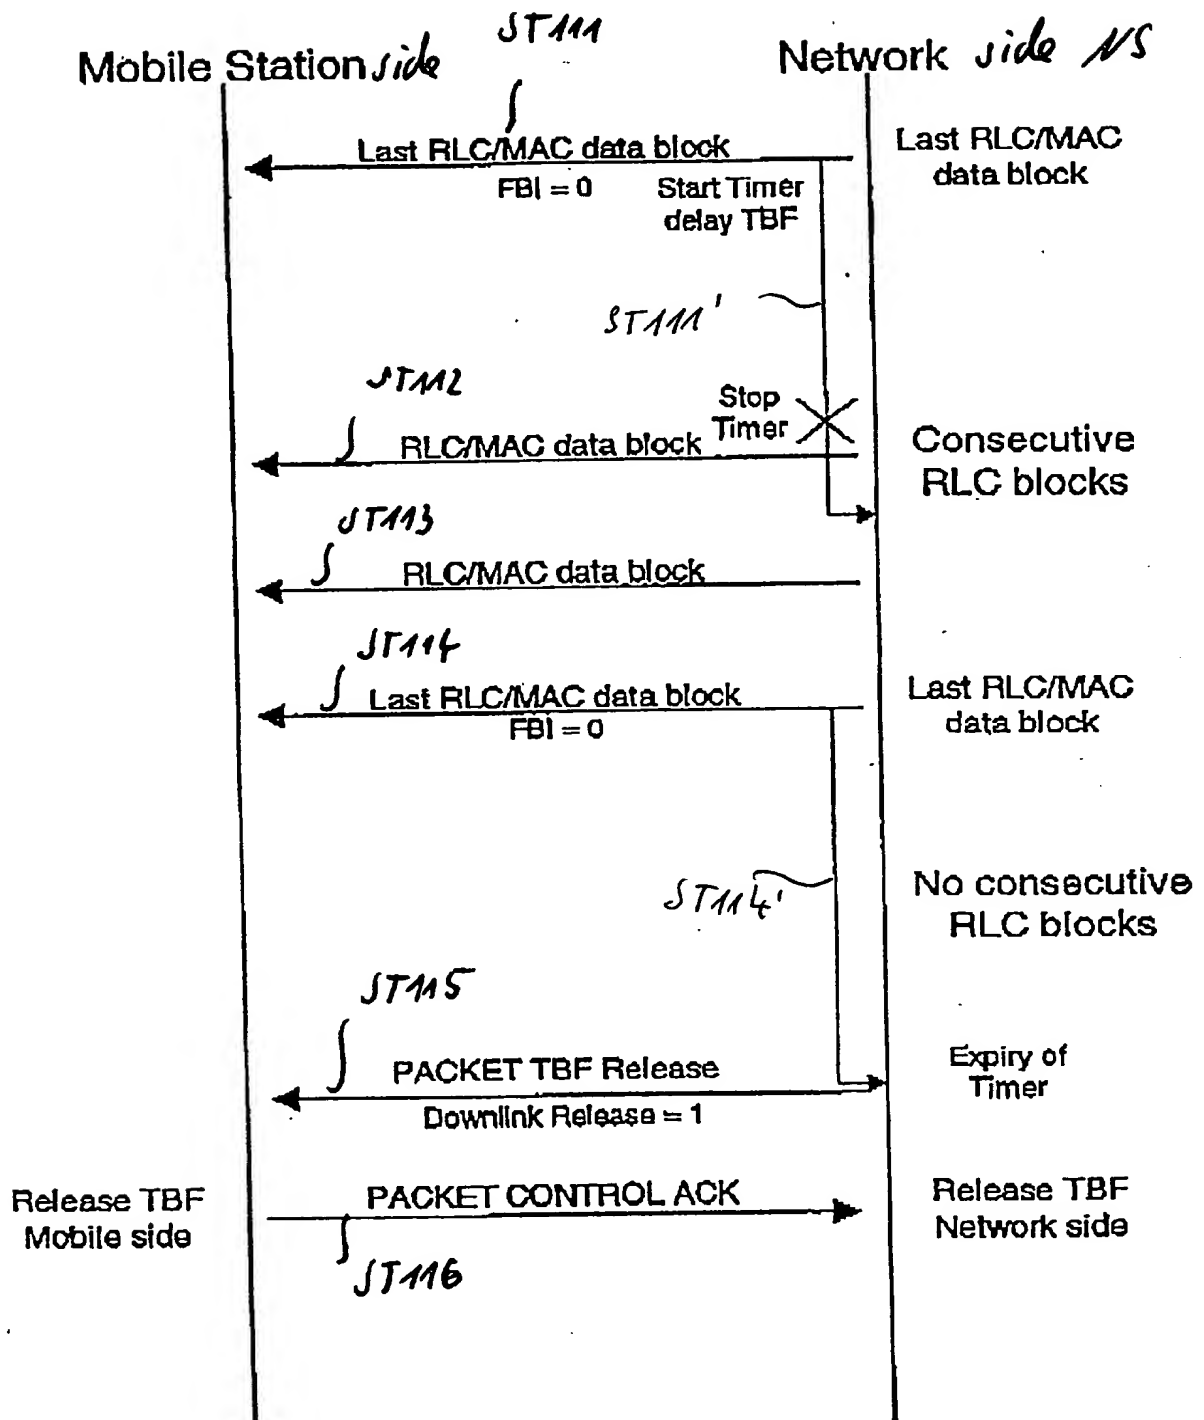 ST111
Mobile Station side
Network side NS
Last RLC/MAC data block
FBI = 0
Start Timer
delay TBF
Last RLC/MAC
data block
ST111'
ST112
Stop
Timer
RLC/MAC data block
Consecutive
RLC blocks
ST113
RLC/MAC data block
ST114
Last RLC/MAC data block
FBI = 0
Last RLC/MAC
data block
ST114'
No consecutive
RLC blocks
ST115
PACKET TBF Release
Downlink Release = 1
Expiry of
Timer
Release TBF
Mobile side
PACKET CONTROL ACK
Release TBF
Network side
ST116